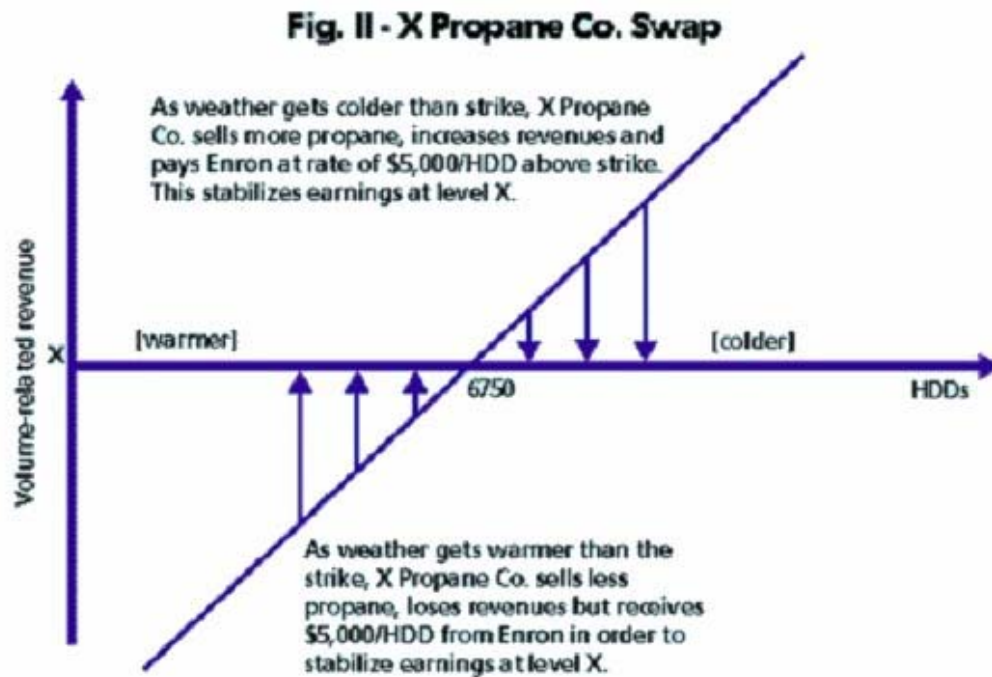 Fig. II - X Propane Co. Swap
As weather gets colder than strike, X Propane
Co. sells more propane, increases revenues and
pays Enron at rate of $5,000/HDD above strike.
This stabilizes earnings at level X.
Volume-related revenue
X
[warmer]
[colder]
6750
HDDs
As weather gets warmer than the
strike, X Propane Co. sells less
propane, loses revenues but receives
$5,000/HDD from Enron in order to
stabilize earnings at level X.